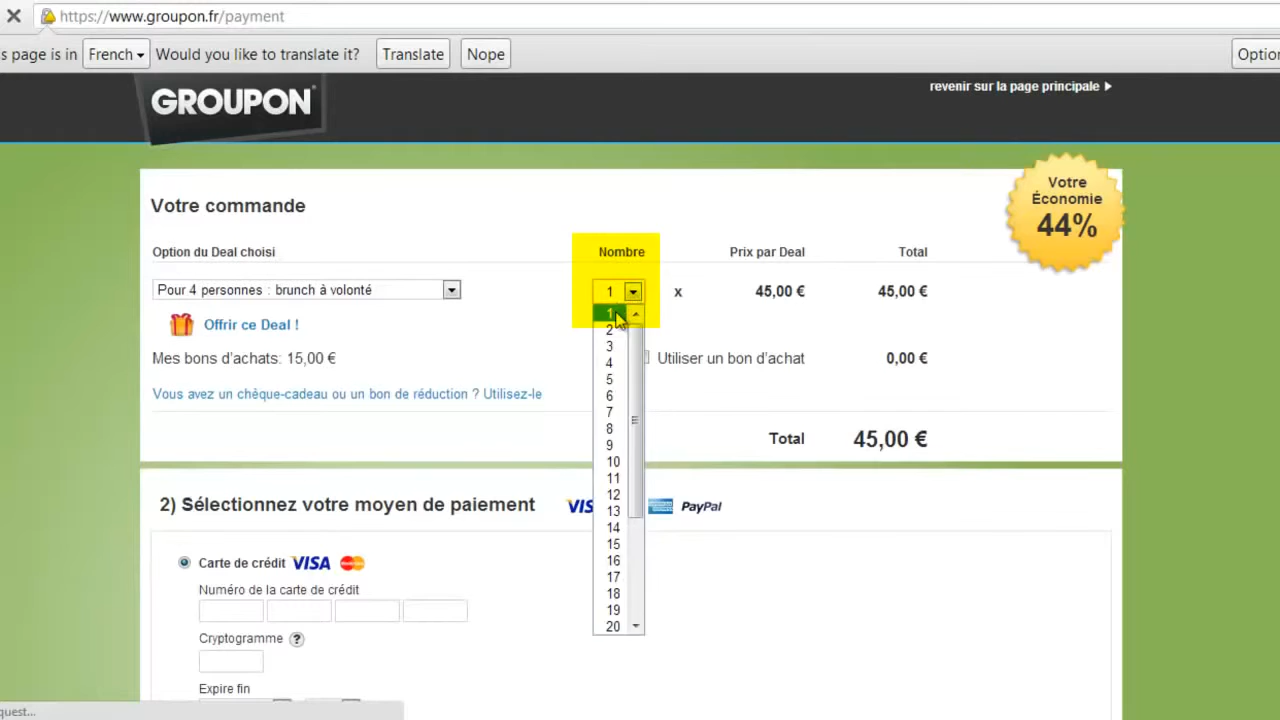 https://www.groupon.fr/payment
s page is in French Would you like to translate it? Translate Nope Optio
GROUPON
revenir sur la page principale
Votre Économie 44%
Votre commande
Option du Deal choisi Nombre Prix par Deal Total
Pour 4 personnes : brunch à volonté 1 x 45,00 € 45,00 €
Offrir ce Deal !
Mes bons d'achats: 15,00 € Utiliser un bon d'achat 0,00 €
Vous avez un chèque-cadeau ou un bon de réduction ? Utilisez-le
Total 45,00 €
1
2
3
4
5
6
7
8
9
10
11
12
13
14
15
16
17
18
19
20
2) Sélectionnez votre moyen de paiement VIS PayPal
Carte de crédit VISA
Numéro de la carte de crédit
Cryptogramme ?
Expire fin
quest...